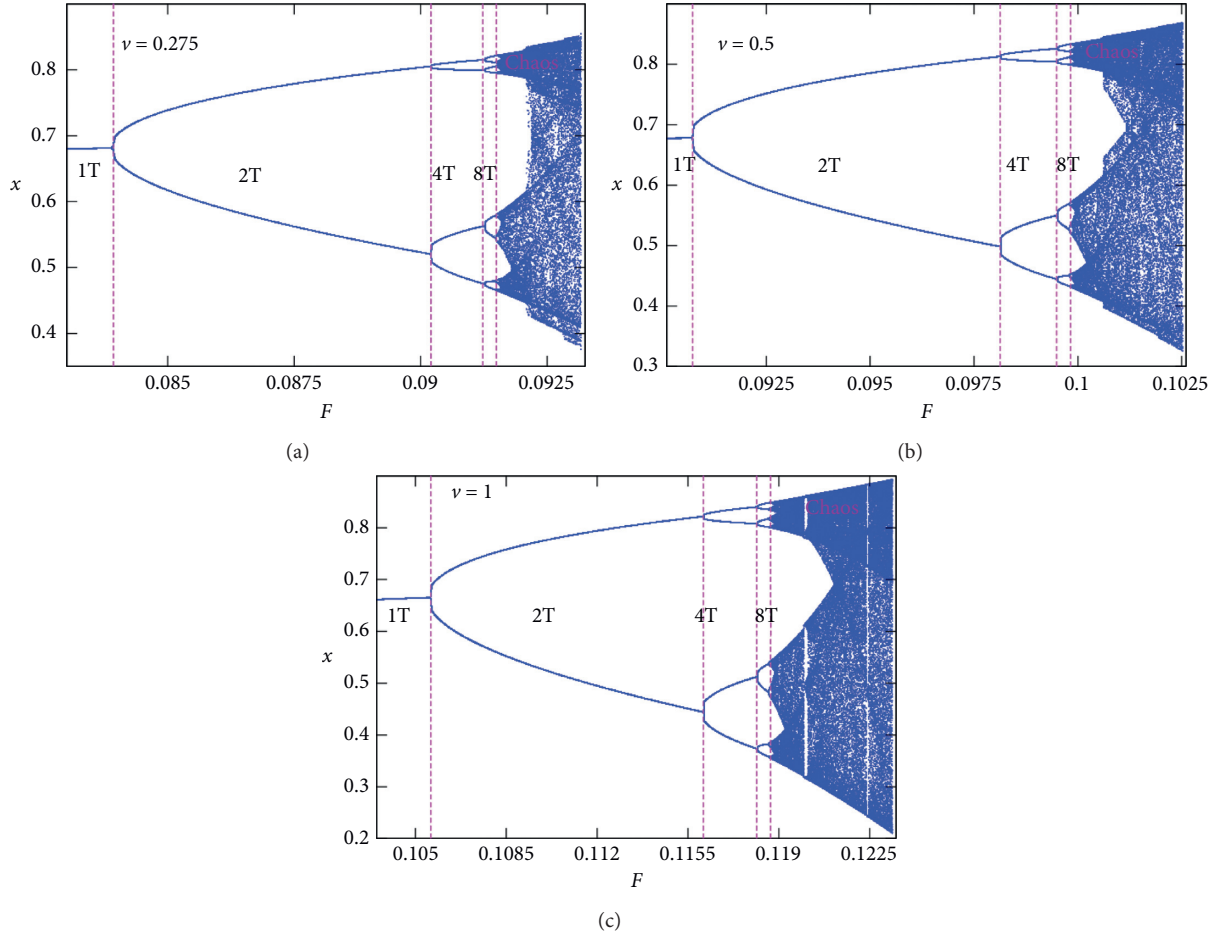 ν = 0.275
0.8
0.7
0.6
0.5
0.4
x
1T
2T
4T
8T
Chaos
0.085
0.0875
0.09
0.0925
F
(a)
ν = 0.5
0.8
0.7
0.6
0.5
0.4
0.3
x
1T
2T
4T
8T
Chaos
0.0925
0.095
0.0975
0.1
0.1025
F
(b)
ν = 1
0.8
0.7
0.6
0.5
0.4
0.3
0.2
x
1T
2T
4T
8T
Chaos
0.105
0.1085
0.112
0.1155
0.119
0.1225
F
(c)